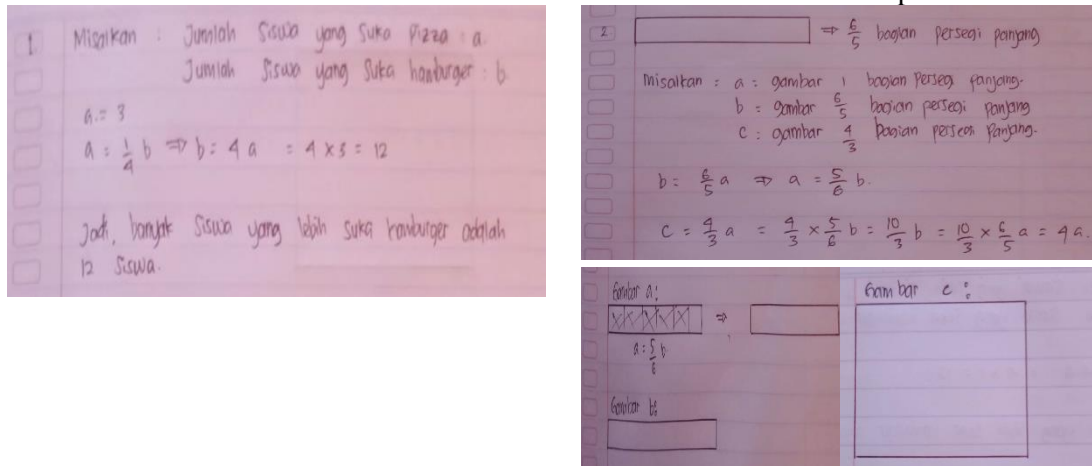 1 Misalkan : Jumlah Siswa yang Suka Pizza : a.
Jumlah Siswa yang Suka hamburger : b.
a = 3
a = 1/4 b ⇒ b = 4 a = 4 × 3 = 12
Jadi, banyak Siswa yang lebih suka hamburger adalah
12 Siswa.
2 ⇒ 6/5 bagian persegi panjang
Misalkan : a = gambar 1 bagian persegi panjang.
b = gambar 6/5 bagian persegi panjang
c = gambar 4/3 bagian persegi panjang.
b = 6/5 a ⇒ a = 5/6 b.
c = 4/3 a = 4/3 × 5/6 b = 10/3 b = 10/3 × 6/5 a = 4 a.
Gambar a:
⇒
a = 5/6 b
Gambar b:
Gambar c :